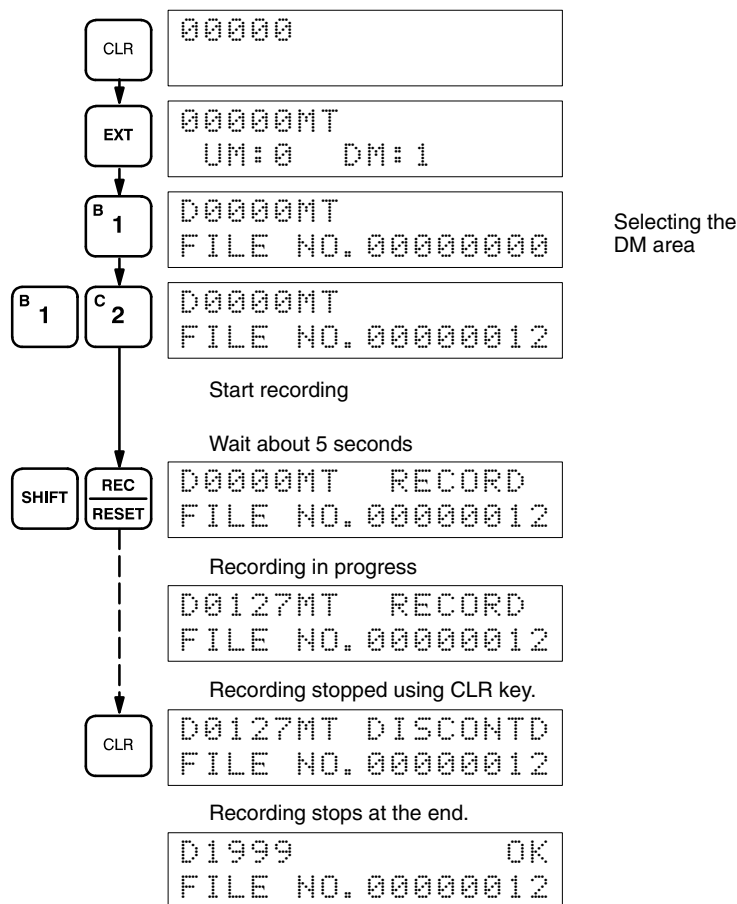 CLR
00000
EXT
00000MT
UM:0 DM:1
B 1
D0000MT
FILE NO.00000000
Selecting the
DM area
B 1
C 2
D0000MT
FILE NO.00000012
Start recording
Wait about 5 seconds
SHIFT
REC
RESET
D0000MT RECORD
FILE NO.00000012
Recording in progress
D0127MT RECORD
FILE NO.00000012
Recording stopped using CLR key.
CLR
D0127MT DISCONTD
FILE NO.00000012
Recording stops at the end.
D1999 OK
FILE NO.00000012